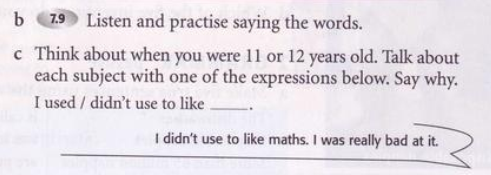 b 7.9 Listen and practise saying the words.
c Think about when you were 11 or 12 years old. Talk about
each subject with one of the expressions below. Say why.
I used / didn't use to like ____.
I didn't use to like maths. I was really bad at it.